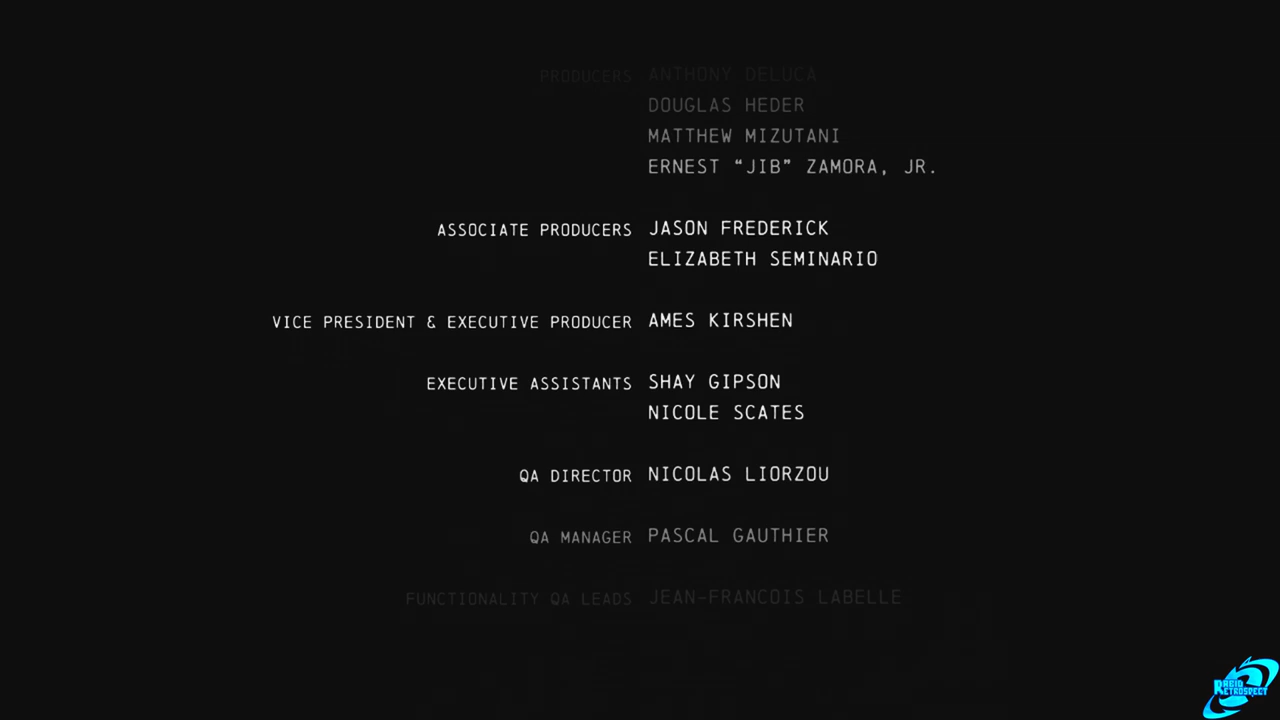 PRODUCERS ANTHONY DELUCA
DOUGLAS HEDER
MATTHEW MIZUTANI
ERNEST “JIB” ZAMORA, JR.
ASSOCIATE PRODUCERS JASON FREDERICK
ELIZABETH SEMINARIO
VICE PRESIDENT & EXECUTIVE PRODUCER AMES KIRSHEN
EXECUTIVE ASSISTANTS SHAY GIPSON
NICOLE SCATES
QA DIRECTOR NICOLAS LIORZOU
QA MANAGER PASCAL GAUTHIER
FUNCTIONALITY QA LEADS JEAN-FRANCOIS LABELLE
RETROSPECT